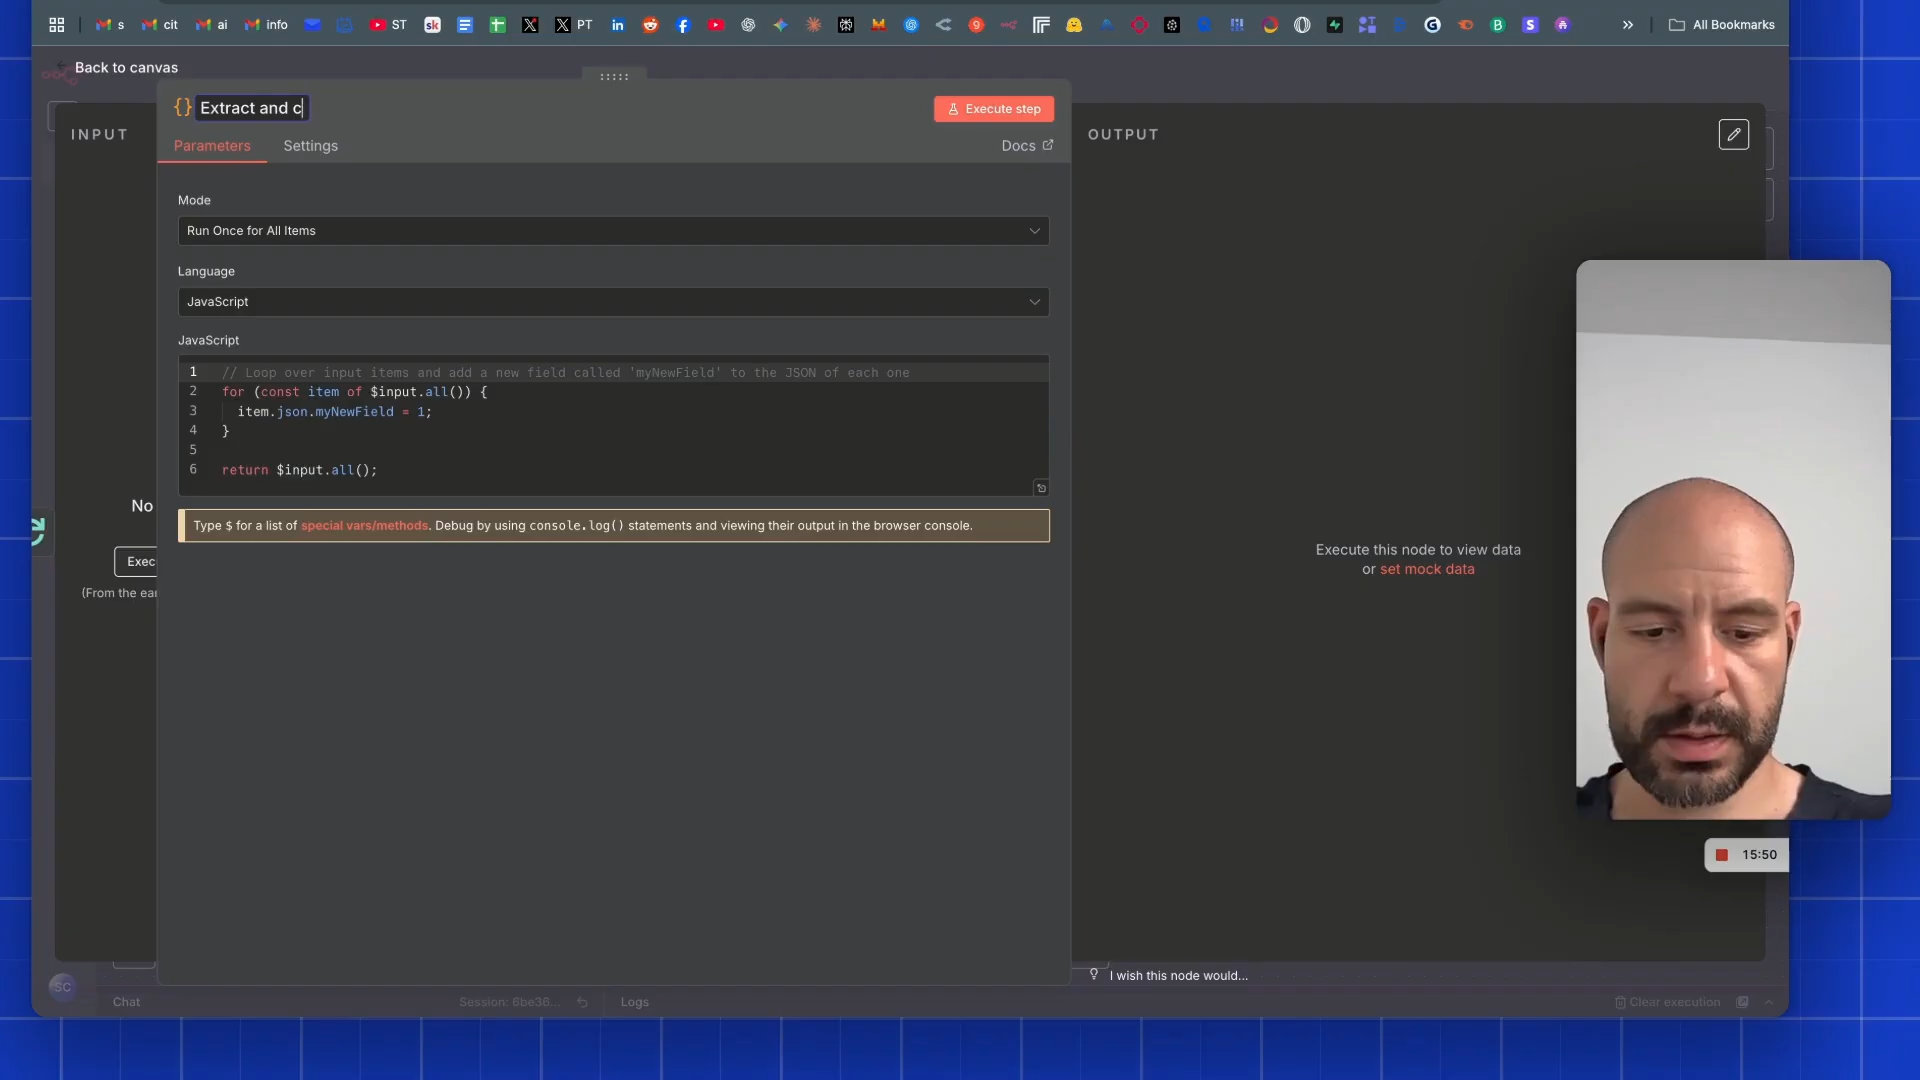 s
cit
ai
info
ST
PT
All Bookmarks
Back to canvas
INPUT
{} Extract and c
Execute step
Parameters
Settings
Docs
OUTPUT
Mode
Run Once for All Items
Language
JavaScript
JavaScript
1 // Loop over input items and add a new field called 'myNewField' to the JSON of each one
2 for (const item of $input.all()) {
3 item.json.myNewField = 1;
4 }
5
6 return $input.all();
Type $ for a list of special vars/methods. Debug by using console.log() statements and viewing their output in the browser console.
No
Exec
(From the ear
Execute this node to view data
or set mock data
15:50
I wish this node would...
SC
Chat
Session: 6be36...
Logs
Clear execution